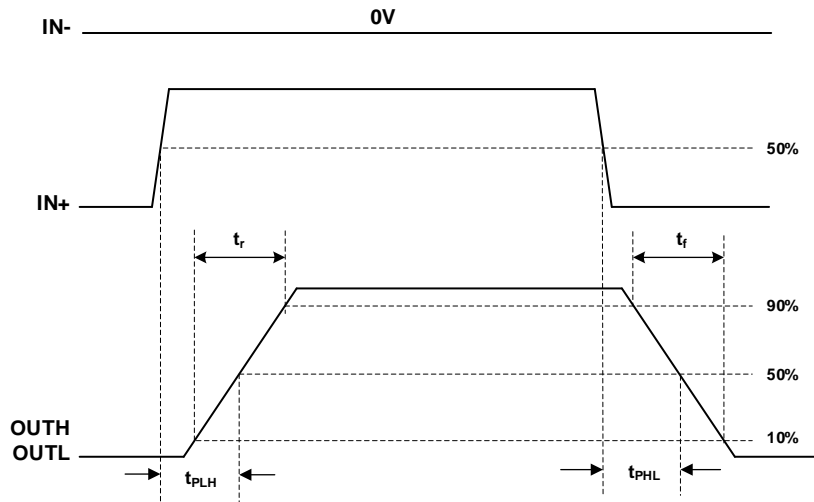 0V
IN-
50%
IN+
tr
tf
90%
50%
OUTH
OUTL
10%
tPLH
tPHL